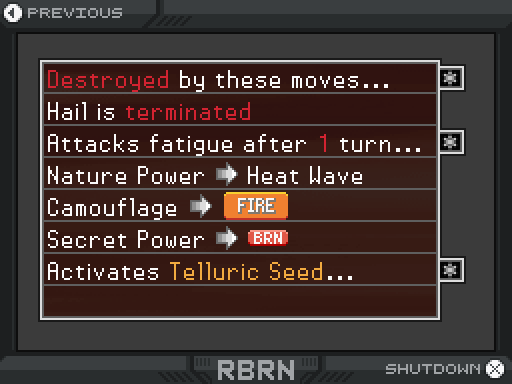 PREVIOUS
Destroyed by these moves...
Hail is terminated
Attacks fatigue after 1 turn...
Nature Power Heat Wave
Camouflage FIRE
Secret Power BRN
Activates Telluric Seed...
RBRN
SHUTDOWN